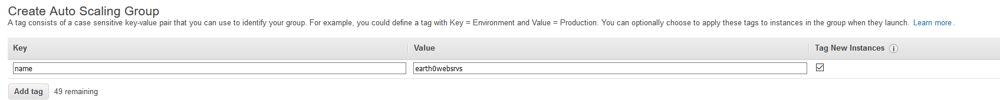 Create Auto Scaling Group
A tag consists of a case sensitive key-value pair that you can use to identify your group. For example, you could define a tag with Key = Environment and Value = Production. You can optionally choose to apply these tags to instances in the group when they launch. Learn more.
Key Value Tag New Instances i
name earth0websrvs
Add tag 49 remaining